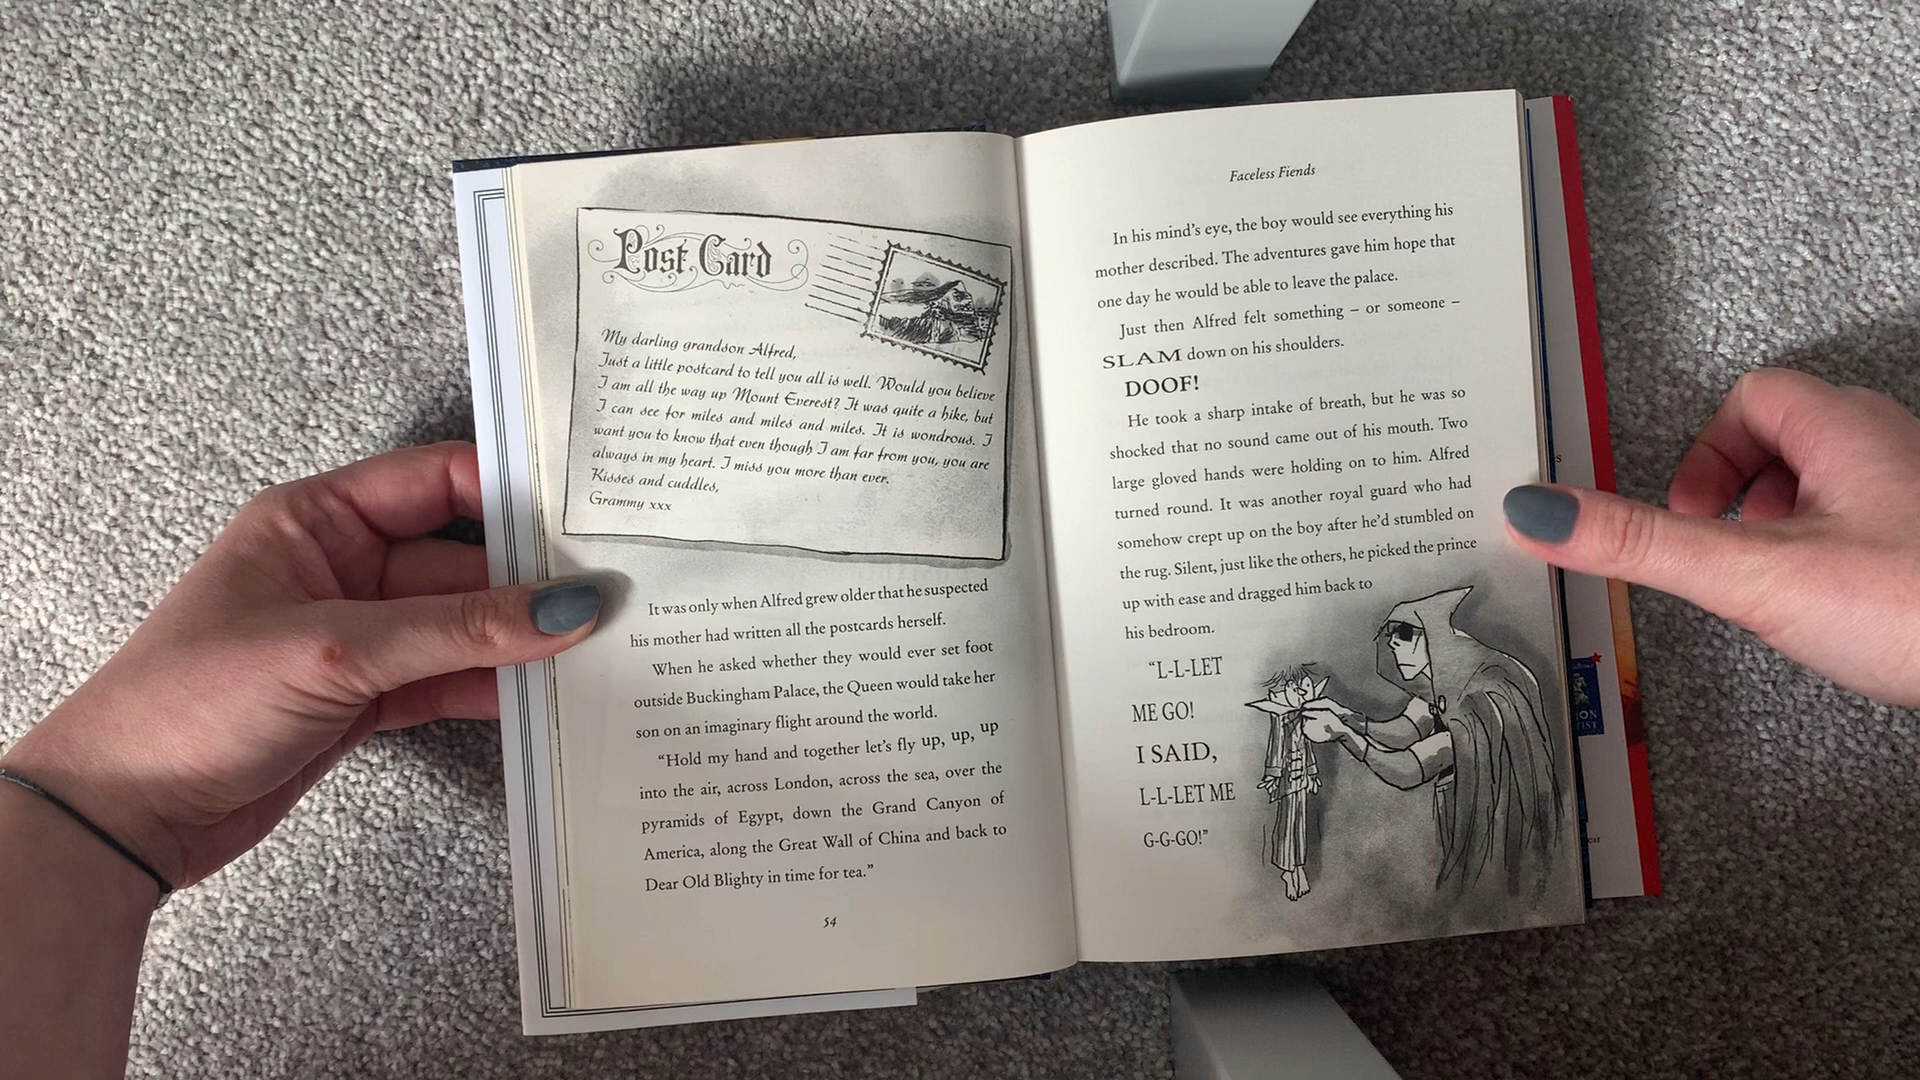 Post Card
My darling grandson Alfred,
Just a little postcard to tell you all is well. Would you believe
I am all the way up Mount Everest? It was quite a hike, but
I can see for miles and miles and miles. It is wondrous. I
want you to know that even though I am far from you, you are
always in my heart. I miss you more than ever.
Kisses and cuddles,
Grammy xxx
It was only when Alfred grew older that he suspected
his mother had written all the postcards herself.
When he asked whether they would ever set foot
outside Buckingham Palace, the Queen would take her
son on an imaginary flight around the world.
“Hold my hand and together let’s fly up, up, up
into the air, across London, across the sea, over the
pyramids of Egypt, down the Grand Canyon of
America, along the Great Wall of China and back to
Dear Old Blighty in time for tea.”
54
Faceless Fiends
In his mind’s eye, the boy would see everything his
mother described. The adventures gave him hope that
one day he would be able to leave the palace.
Just then Alfred felt something – or someone –
SLAM down on his shoulders.
DOOF!
He took a sharp intake of breath, but he was so
shocked that no sound came out of his mouth. Two
large gloved hands were holding on to him. Alfred
turned round. It was another royal guard who had
somehow crept up on the boy after he’d stumbled on
the rug. Silent, just like the others, he picked the prince
up with ease and dragged him back to
his bedroom.
“L-L-LET
ME GO!
I SAID,
L-L-LET ME
G-G-GO!”